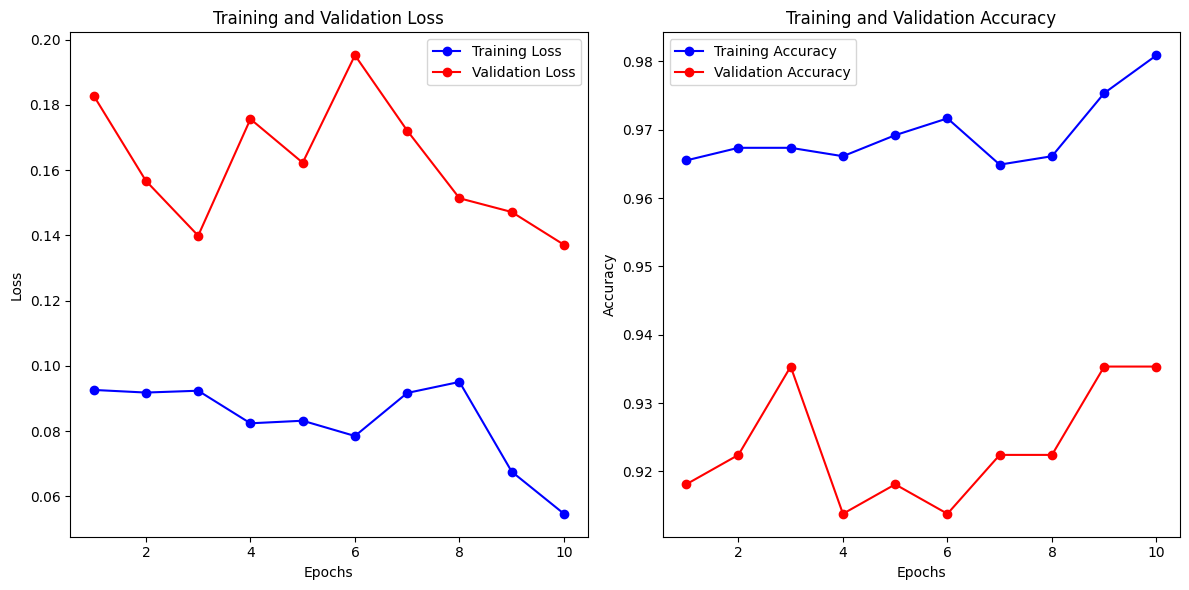 Training and Validation Loss
Training Loss
Validation Loss
0.20
0.18
0.16
0.14
0.12
0.10
0.08
0.06
Loss
2
4
6
8
10
Epochs
Training and Validation Accuracy
Training Accuracy
Validation Accuracy
0.98
0.97
0.96
0.95
0.94
0.93
0.92
Accuracy
2
4
6
8
10
Epochs